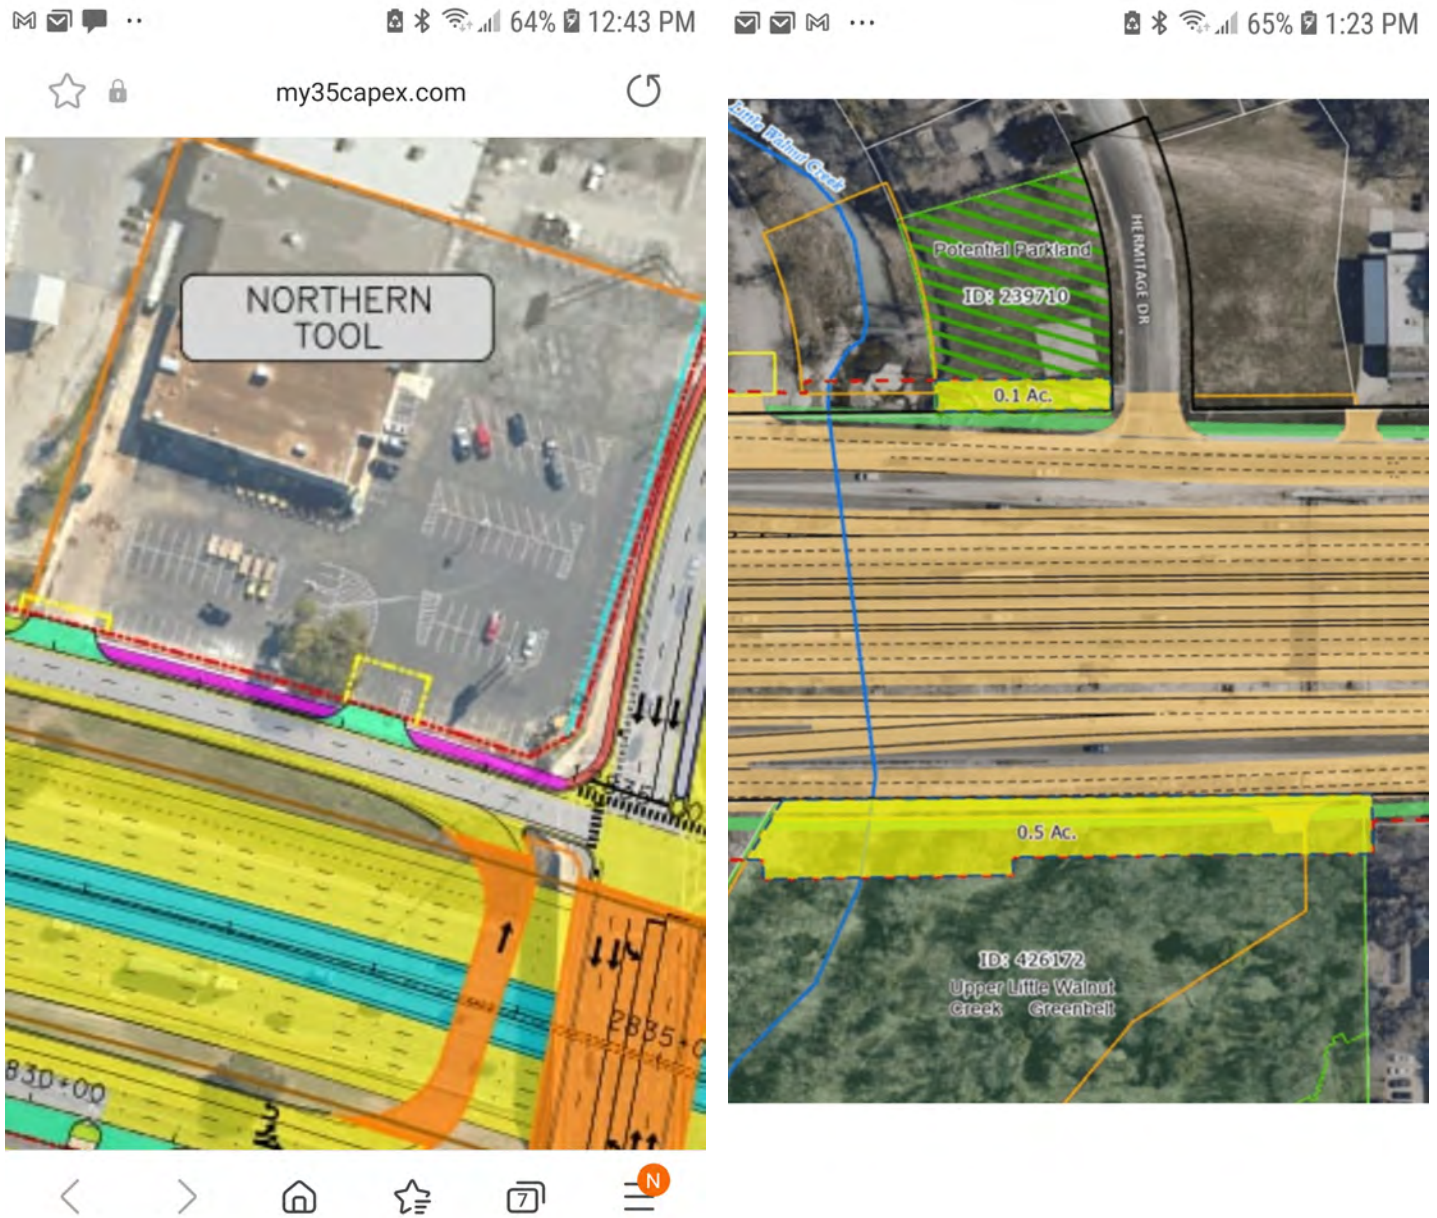 64% 12:43 PM
my35capex.com
NORTHERN
TOOL
2835+0
830+00
7
N
65% 1:23 PM
Little Walnut Creek
Potential Parkland
ID: 239710
HERMITAGE DR
0.1 Ac.
0.5 Ac.
ID: 426172
Upper Little Walnut
Creek Greenbelt